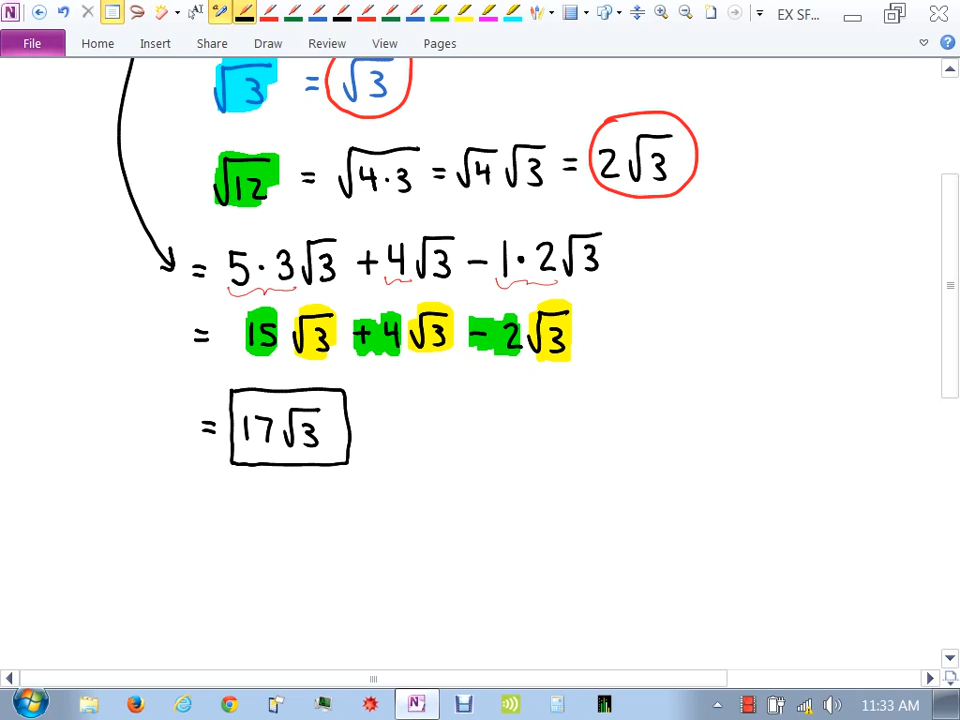 EX SF...
File Home Insert Share Draw Review View Pages
√3 = √3
√12 = √4·3 = √4 √3 = 2√3
= 5·3√3 + 4√3 - 1·2√3
= 15 √3 + 4√3 - 2√3
= 17√3
11:33 AM